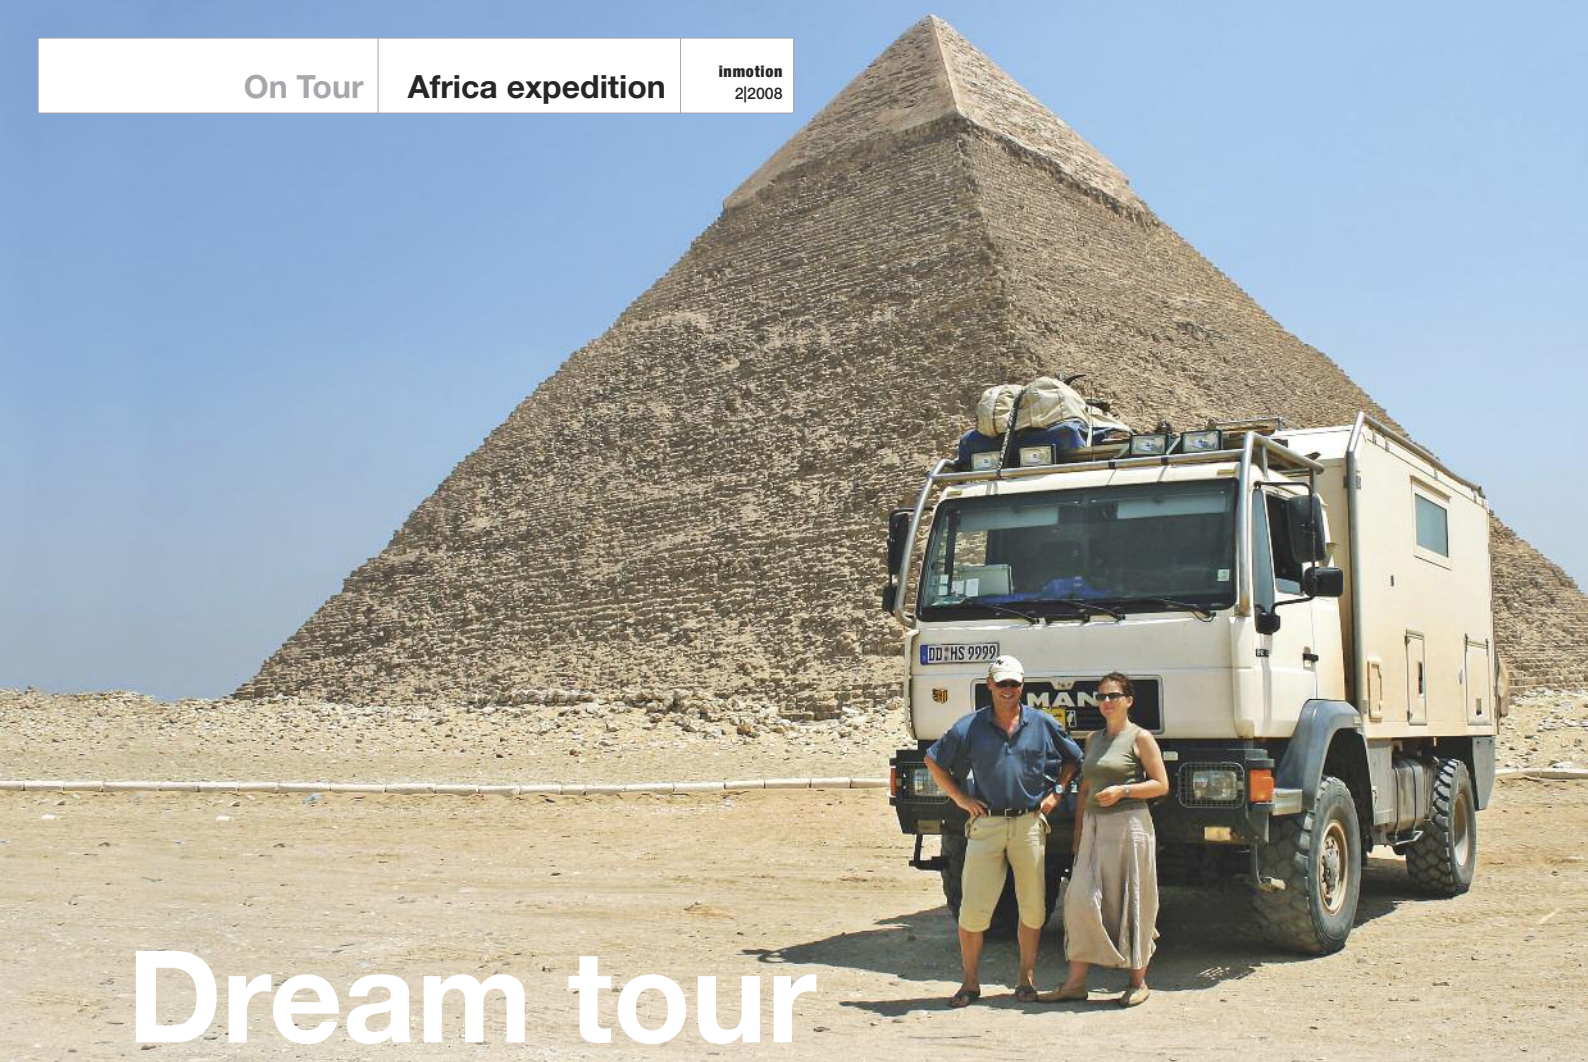 On Tour
Africa expedition
inmotion
2|2008
DD HS 9999
MAN
Dream tour